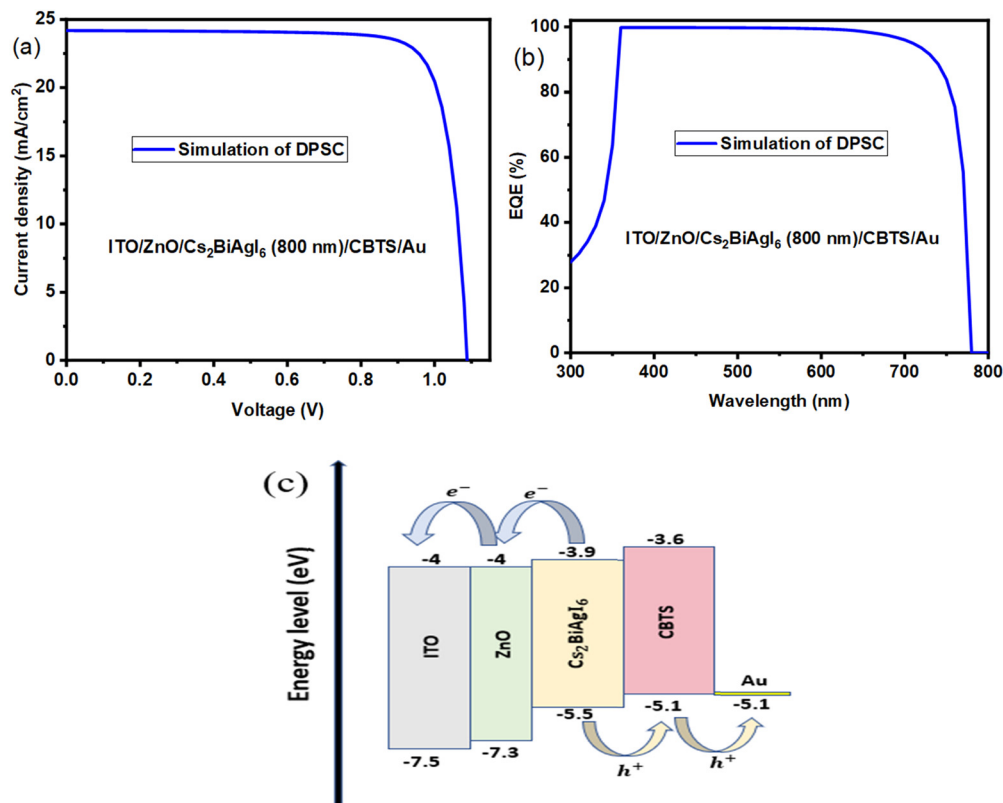 (a)
25
20
15
10
5
0
Current density (mA/cm²)
Simulation of DPSC
ITO/ZnO/Cs₂BiAgI₆ (800 nm)/CBTS/Au
0.0 0.2 0.4 0.6 0.8 1.0
Voltage (V)
(b)
100
80
60
40
20
0
EQE (%)
Simulation of DPSC
ITO/ZnO/Cs₂BiAgI₆ (800 nm)/CBTS/Au
300 400 500 600 700 800
Wavelength (nm)
(c)
Energy level (eV)
e⁻ e⁻
-4 -4 -3.9 -3.6
ITO ZnO Cs₂BiAgI₆ CBTS
Au
-7.5 -7.3 -5.5 -5.1 -5.1
h⁺ h⁺